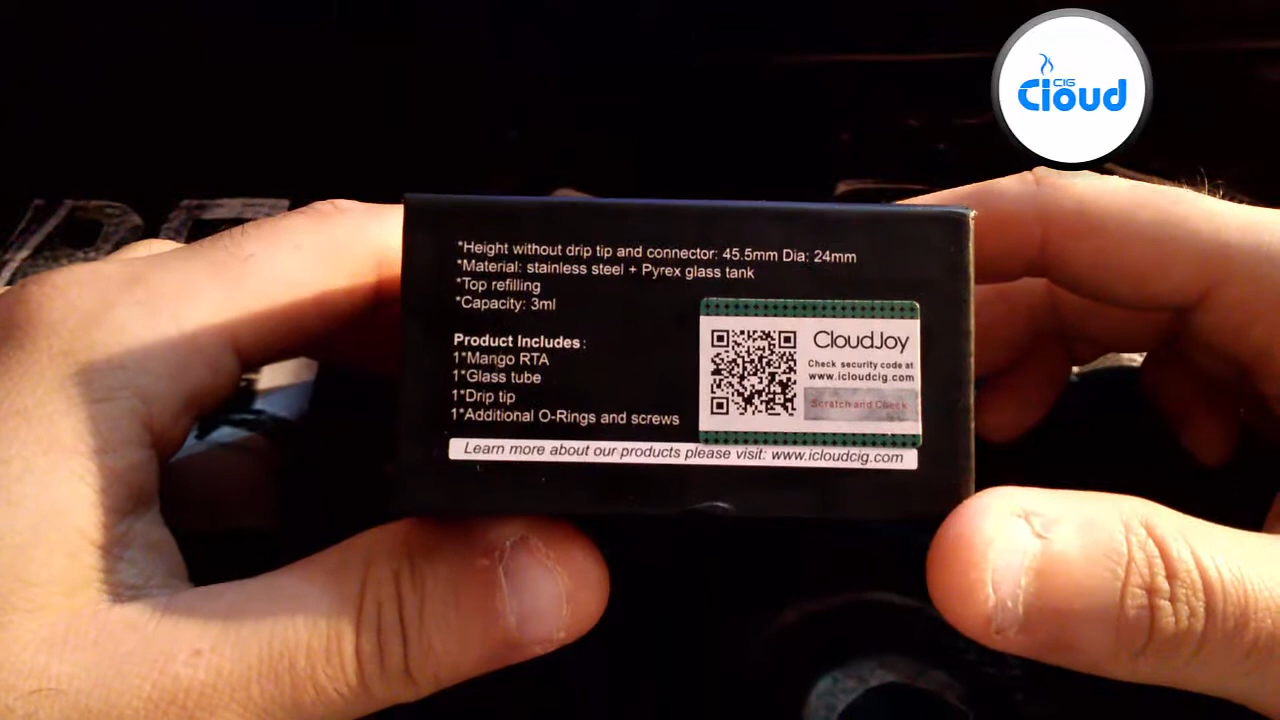 CIG
Cloud
*Height without drip tip and connector: 45.5mm Dia: 24mm
*Material: stainless steel + Pyrex glass tank
*Top refilling
*Capacity: 3ml
Product Includes:
1*Mango RTA
1*Glass tube
1*Drip tip
1*Additional O-Rings and screws
CloudJoy
Check security code at
www.icloudcig.com
Scratch and Check
Learn more about our products please visit: www.icloudcig.com